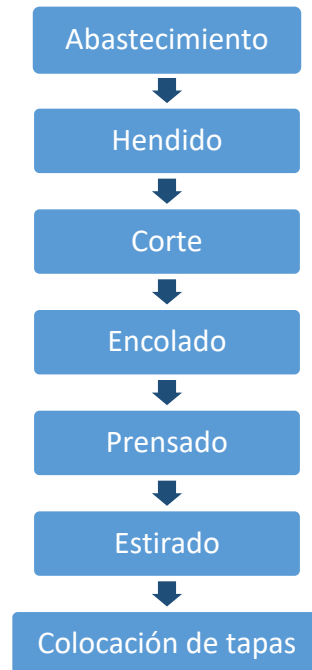 Abastecimiento
Hendido
Corte
Encolado
Prensado
Estirado
Colocación de tapas